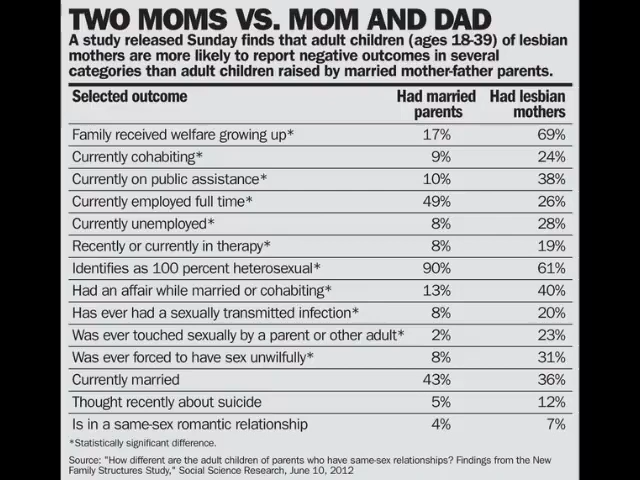 TWO MOMS VS. MOM AND DAD
A study released Sunday finds that adult children (ages 18-39) of lesbian
mothers are more likely to report negative outcomes in several
categories than adult children raised by married mother-father parents.
Selected outcome Had married parents Had lesbian mothers
Family received welfare growing up* 17% 69%
Currently cohabiting* 9% 24%
Currently on public assistance* 10% 38%
Currently employed full time* 49% 26%
Currently unemployed* 8% 28%
Recently or currently in therapy* 8% 19%
Identifies as 100 percent heterosexual* 90% 61%
Had an affair while married or cohabiting* 13% 40%
Has ever had a sexually transmitted infection* 8% 20%
Was ever touched sexually by a parent or other adult* 2% 23%
Was ever forced to have sex unwilfully* 8% 31%
Currently married 43% 36%
Thought recently about suicide 5% 12%
Is in a same-sex romantic relationship 4% 7%
*Statistically significant difference.
Source: "How different are the adult children of parents who have same-sex relationships? Findings from the New
Family Structures Study," Social Science Research, June 10, 2012